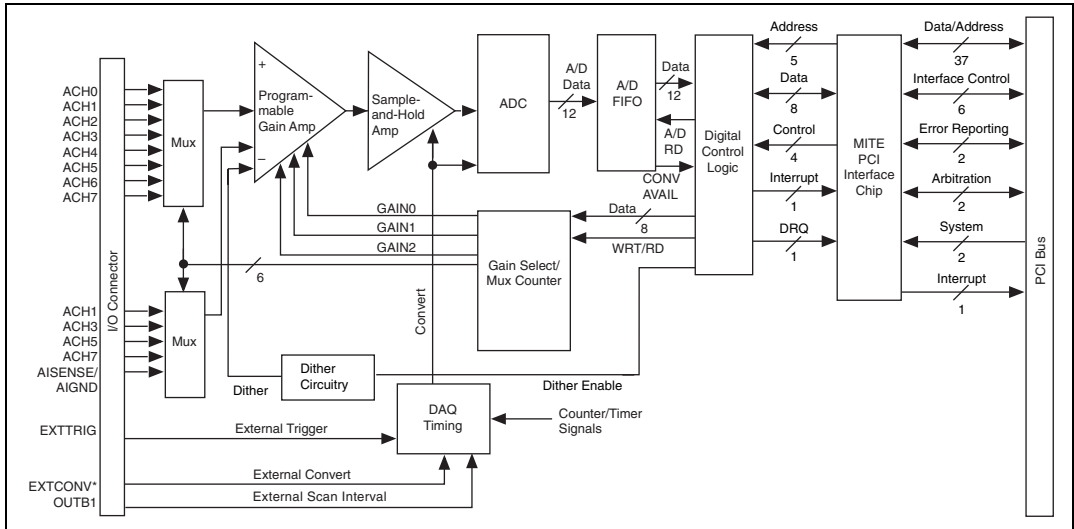 ACH0
ACH1
ACH2
ACH3
ACH4
ACH5
ACH6
ACH7
Mux
I/O Connector
ACH1
ACH3
ACH5
ACH7
AISENSE/
AIGND
Mux
EXTTRIG
EXTCONV*
OUTB1
+
Program-
mable
Gain Amp
–
Sample-
and-Hold
Amp
ADC
A/D
Data
12
A/D
FIFO
Data
12
A/D
RD
CONV
AVAIL
Digital
Control
Logic
GAIN0
GAIN1
GAIN2
6
Gain Select/
Mux Counter
Data
8
WRT/RD
Convert
Dither
Dither
Circuitry
Dither Enable
DAQ
Timing
Counter/Timer
Signals
External Trigger
External Convert
External Scan Interval
Address
5
Data
8
Control
4
Interrupt
1
DRQ
1
MITE
PCI
Interface
Chip
Data/Address
37
Interface Control
6
Error Reporting
2
Arbitration
2
System
2
Interrupt
1
PCI Bus